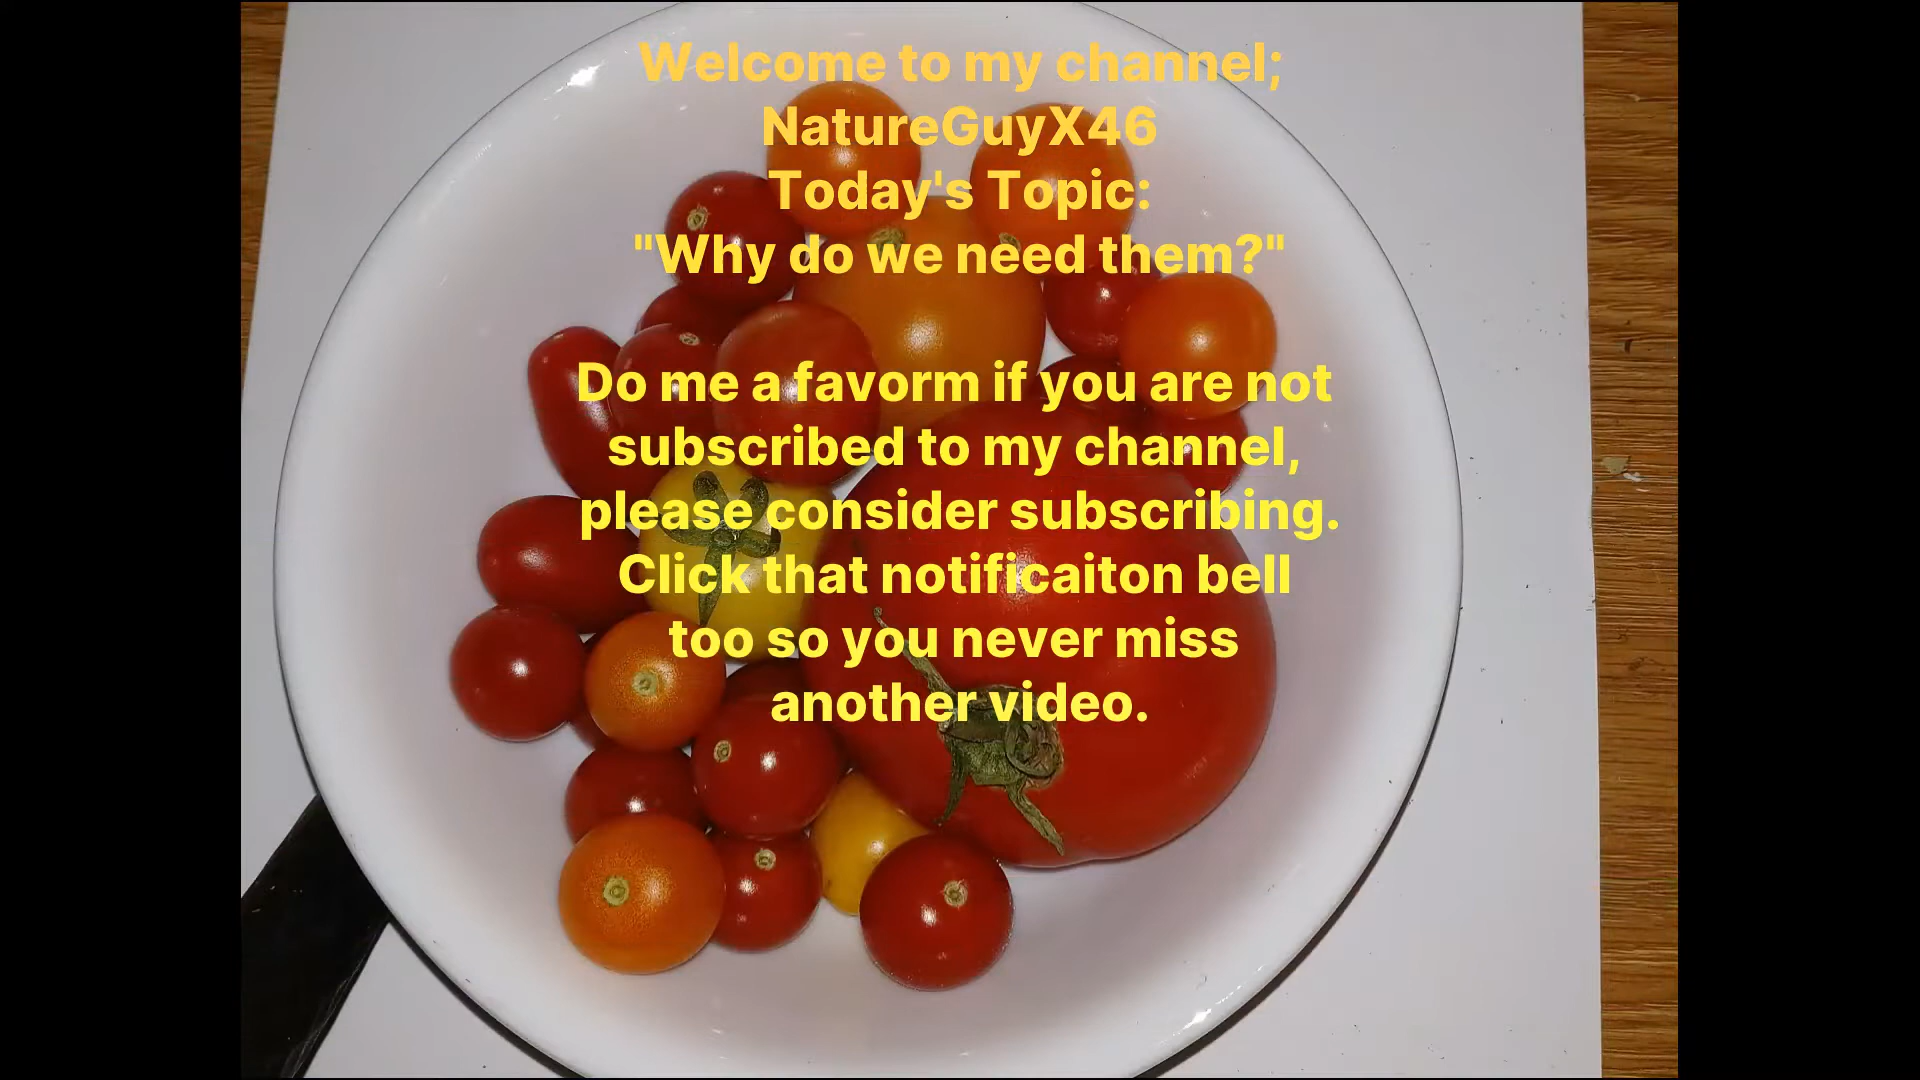 Welcome to my channel;
NatureGuyX46
Today's Topic:
"Why do we need them?"
Do me a favorm if you are not
subscribed to my channel,
please consider subscribing.
Click that notificaiton bell
too so you never miss
another video.